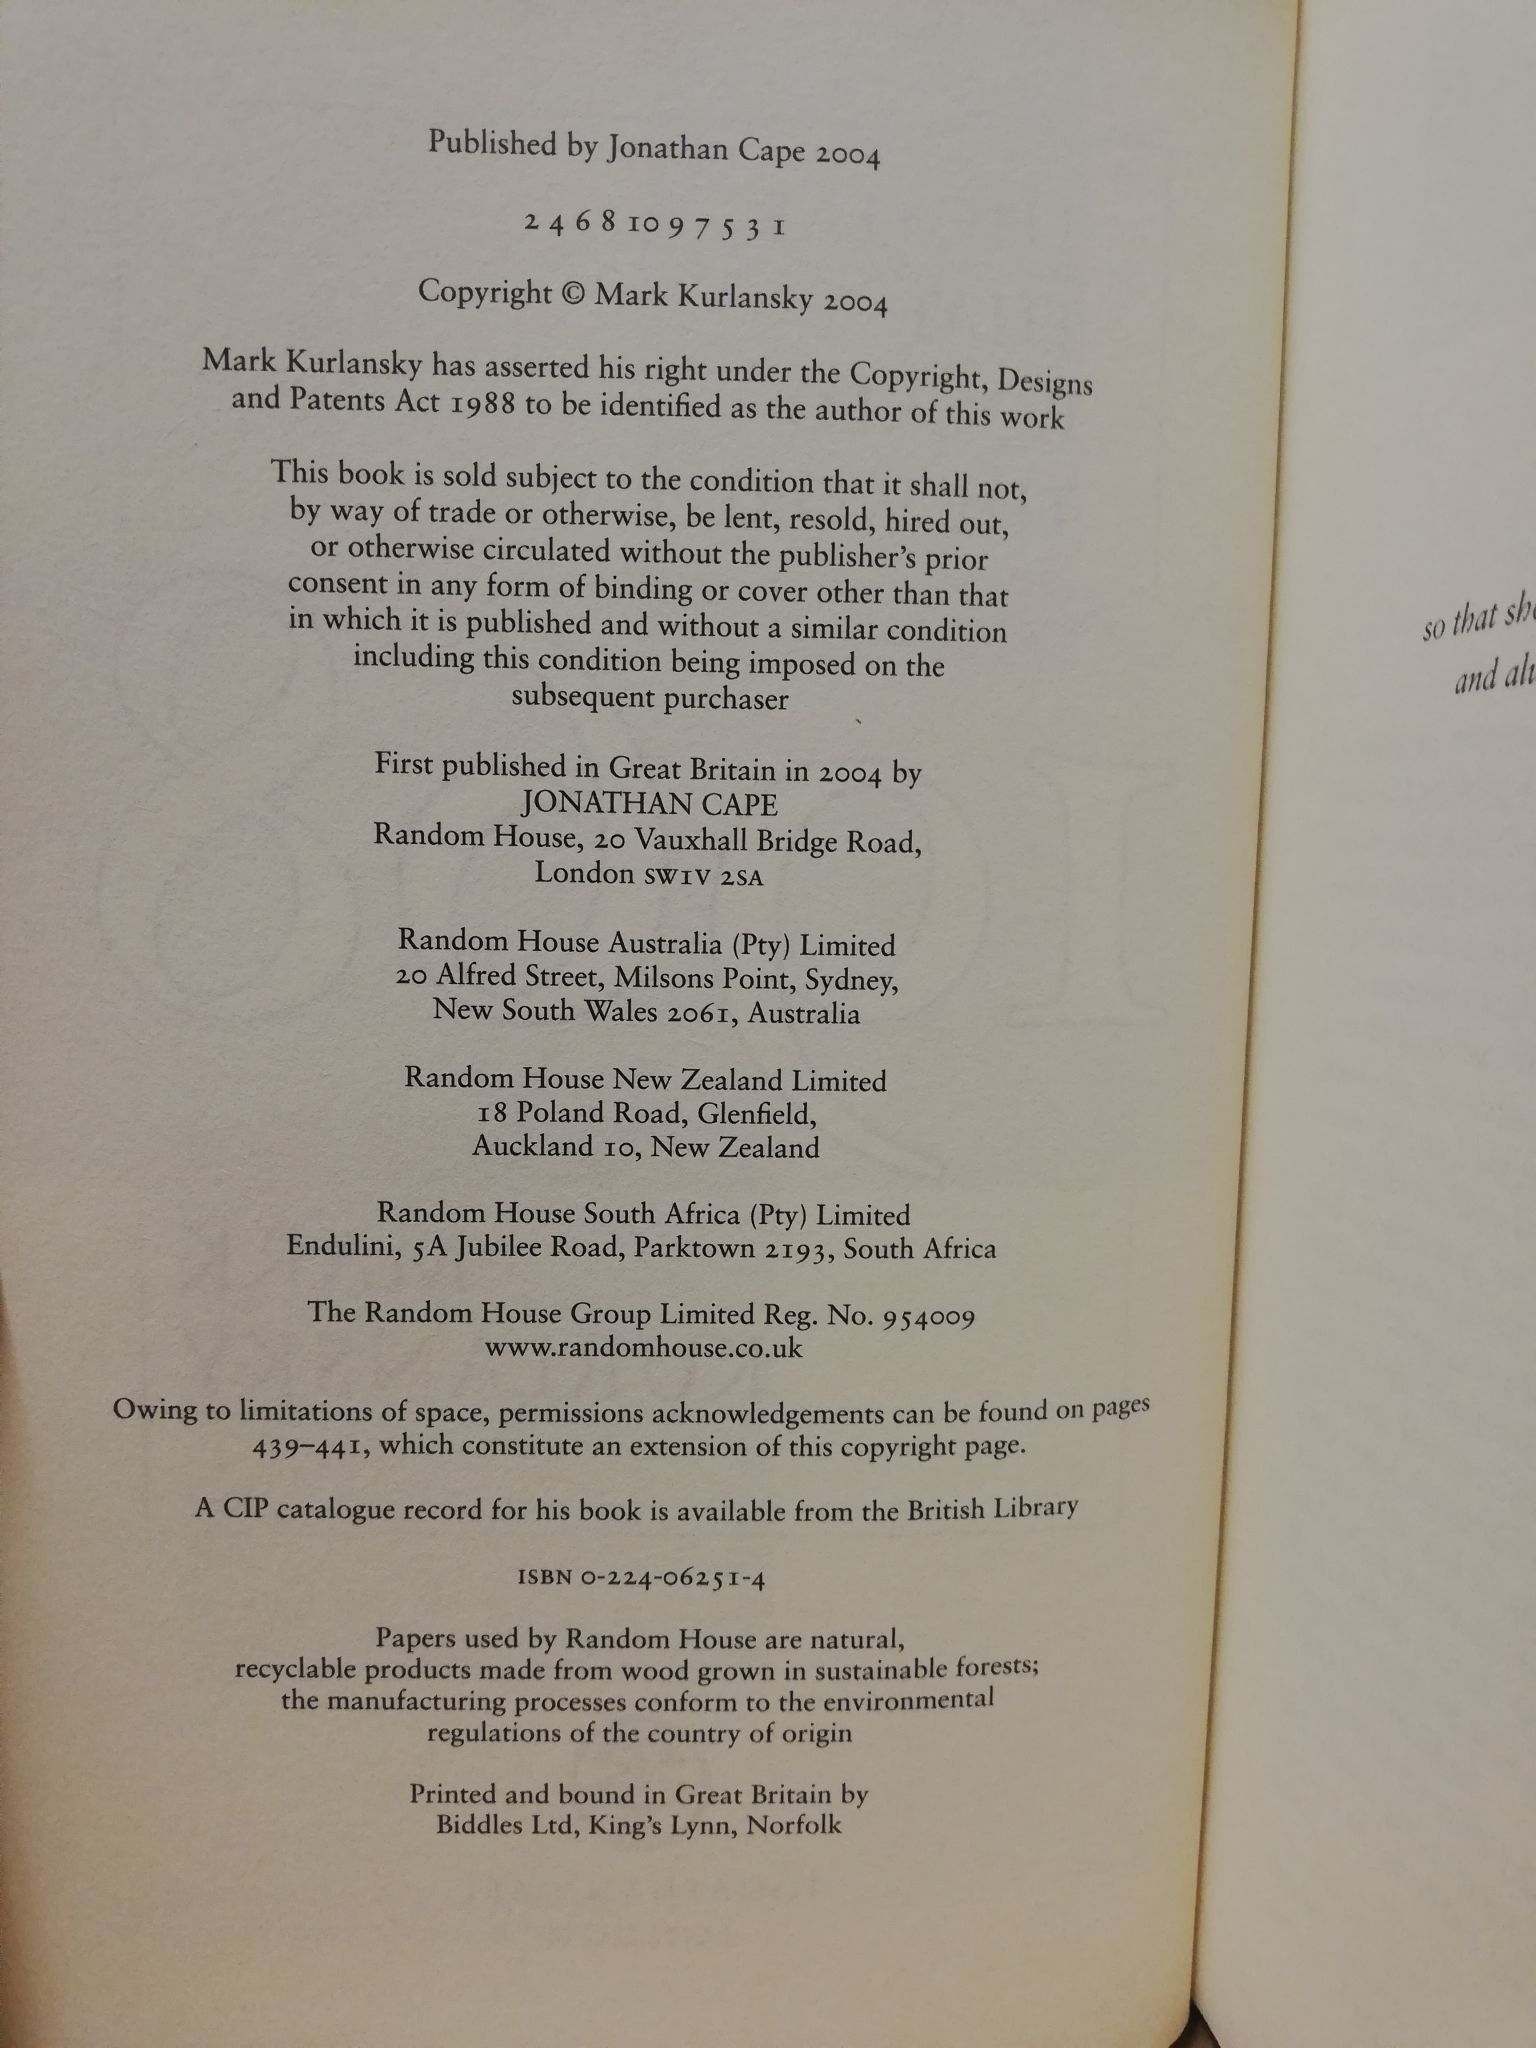 Published by Jonathan Cape 2004
2 4 6 8 10 9 7 5 3 1
Copyright © Mark Kurlansky 2004
Mark Kurlansky has asserted his right under the Copyright, Designs
and Patents Act 1988 to be identified as the author of this work
This book is sold subject to the condition that it shall not,
by way of trade or otherwise, be lent, resold, hired out,
or otherwise circulated without the publisher's prior
consent in any form of binding or cover other than that
in which it is published and without a similar condition
including this condition being imposed on the
subsequent purchaser
First published in Great Britain in 2004 by
JONATHAN CAPE
Random House, 20 Vauxhall Bridge Road,
London SW1V 2SA
Random House Australia (Pty) Limited
20 Alfred Street, Milsons Point, Sydney,
New South Wales 2061, Australia
Random House New Zealand Limited
18 Poland Road, Glenfield,
Auckland 10, New Zealand
Random House South Africa (Pty) Limited
Endulini, 5A Jubilee Road, Parktown 2193, South Africa
The Random House Group Limited Reg. No. 954009
www.randomhouse.co.uk
Owing to limitations of space, permissions acknowledgements can be found on pages
439–441, which constitute an extension of this copyright page.
A CIP catalogue record for his book is available from the British Library
ISBN 0-224-06251-4
Papers used by Random House are natural,
recyclable products made from wood grown in sustainable forests;
the manufacturing processes conform to the environmental
regulations of the country of origin
Printed and bound in Great Britain by
Biddles Ltd, King's Lynn, Norfolk
so that
and